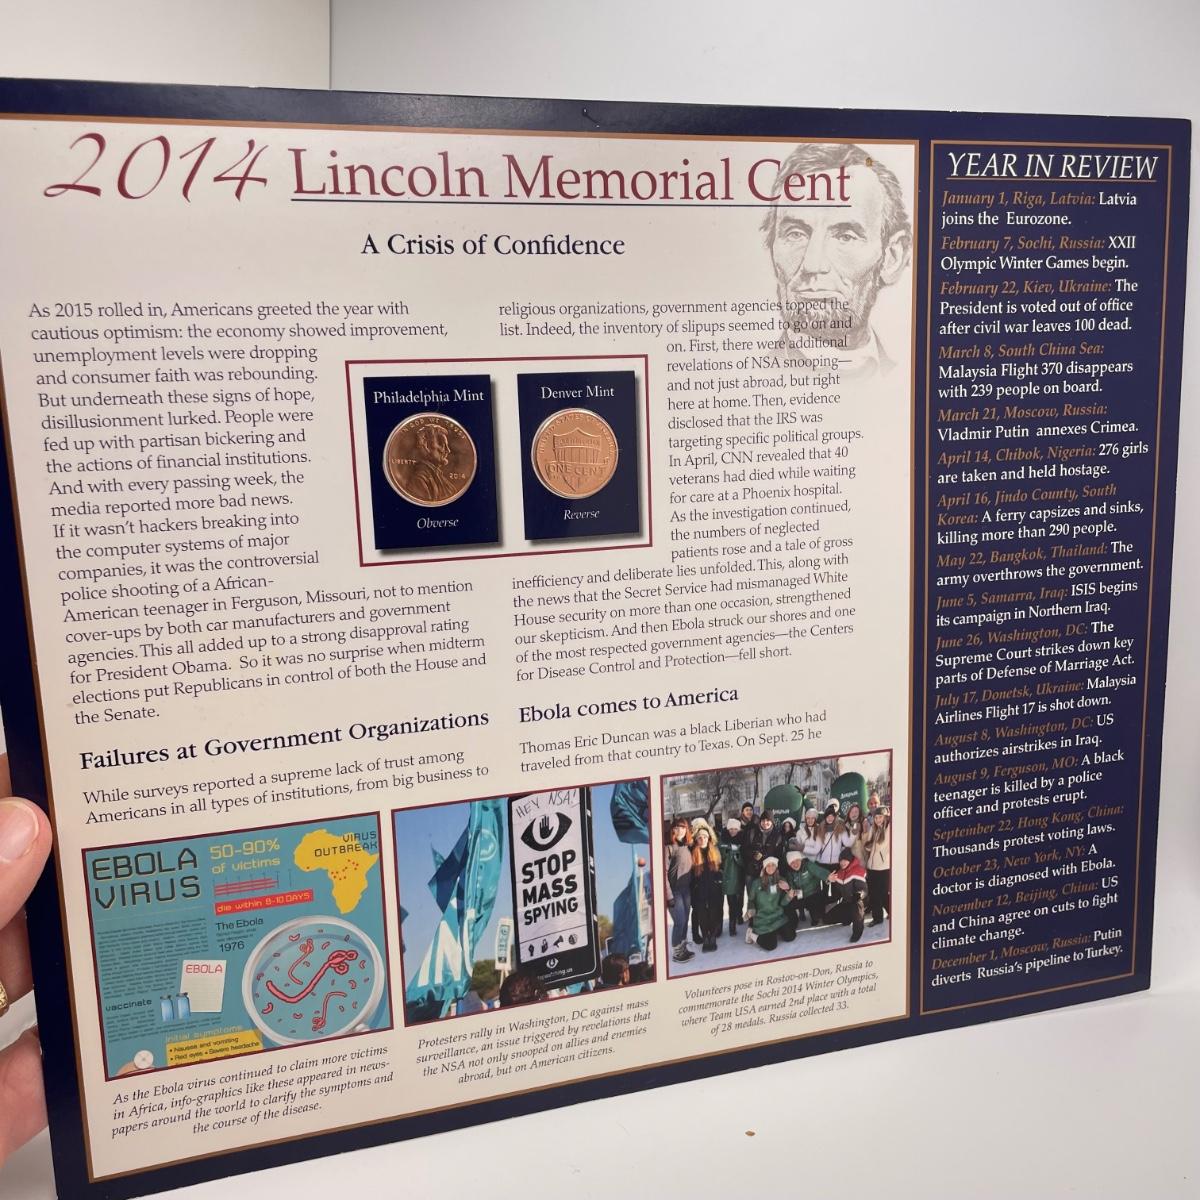 2014 Lincoln Memorial Cent
A Crisis of Confidence
As 2015 rolled in, Americans greeted the year with
cautious optimism: the economy showed improvement,
unemployment levels were dropping
and consumer faith was rebounding.
But underneath these signs of hope,
disillusionment lurked. People were
fed up with partisan bickering and
the actions of financial institutions.
And with every passing week, the
media reported more bad news.
If it wasn't hackers breaking into
the computer systems of major
companies, it was the controversial
police shooting of a African-
American teenager in Ferguson, Missouri, not to mention
cover-ups by both car manufacturers and government
agencies. This all added up to a strong disapproval rating
for President Obama. So it was no surprise when midterm
elections put Republicans in control of both the House and
the Senate.
Failures at Government Organizations
While surveys reported a supreme lack of trust among
Americans in all types of institutions, from big business to
religious organizations, government agencies topped the
list. Indeed, the inventory of slipups seemed to go on and
on. First, there were additional
revelations of NSA snooping—
and not just abroad, but right
here at home. Then, evidence
disclosed that the IRS was
targeting specific political groups.
In April, CNN revealed that 40
veterans had died while waiting
for care at a Phoenix hospital.
As the investigation continued,
the numbers of neglected
patients rose and a tale of gross
inefficiency and deliberate lies unfolded. This, along with
the news that the Secret Service had mismanaged White
House security on more than one occasion, strengthened
our skepticism. And then Ebola struck our shores and one
of the most respected government agencies—the Centers
for Disease Control and Protection—fell short.
Ebola comes to America
Thomas Eric Duncan was a black Liberian who had
traveled from that country to Texas. On Sept. 25 he
Philadelphia Mint
IN GOD WE TRUST
LIBERTY
2014
Obverse
Denver Mint
UNITED STATES OF AMERICA
ONE CENT
Reverse
EBOLA
VIRUS
50-90%
of victims
die within 8-10 DAYS
VIRUS
OUTBREAK
The Ebola
1976
EBOLA
vaccinate
Initial symptoms
• Nausea and vomiting
• Red eyes • Severe headache
As the Ebola virus continued to claim more victims
in Africa, info-graphics like these appeared in news-
papers around the world to clarify the symptoms and
the course of the disease.
HEY NSA!
STOP
MASS
SPYING
Protesters rally in Washington, DC against mass
surveillance, an issue triggered by revelations that
the NSA not only snooped on allies and enemies
abroad, but on American citizens.
Volunteers pose in Rostov-on-Don, Russia to
commemorate the Sochi 2014 Winter Olympics,
where Team USA earned 2nd place with a total
of 28 medals. Russia collected 33.
YEAR IN REVIEW
January 1, Riga, Latvia: Latvia
joins the Eurozone.
February 7, Sochi, Russia: XXII
Olympic Winter Games begin.
February 22, Kiev, Ukraine: The
President is voted out of office
after civil war leaves 100 dead.
March 8, South China Sea:
Malaysia Flight 370 disappears
with 239 people on board.
March 21, Moscow, Russia:
Vladmir Putin annexes Crimea.
April 14, Chibok, Nigeria: 276 girls
are taken and held hostage.
April 16, Jindo County, South
Korea: A ferry capsizes and sinks,
killing more than 290 people.
May 22, Bangkok, Thailand: The
army overthrows the government.
June 5, Samarra, Iraq: ISIS begins
its campaign in Northern Iraq.
June 26, Washington, DC: The
Supreme Court strikes down key
parts of Defense of Marriage Act.
July 17, Donetsk, Ukraine: Malaysia
Airlines Flight 17 is shot down.
August 8, Washington, DC: US
authorizes airstrikes in Iraq.
August 9, Ferguson, MO: A black
teenager is killed by a police
officer and protests erupt.
September 22, Hong Kong, China:
Thousands protest voting laws.
October 23, New York, NY: A
doctor is diagnosed with Ebola.
November 12, Beijing, China: US
and China agree on cuts to fight
climate change.
December 1, Moscow, Russia: Putin
diverts Russia's pipeline to Turkey.